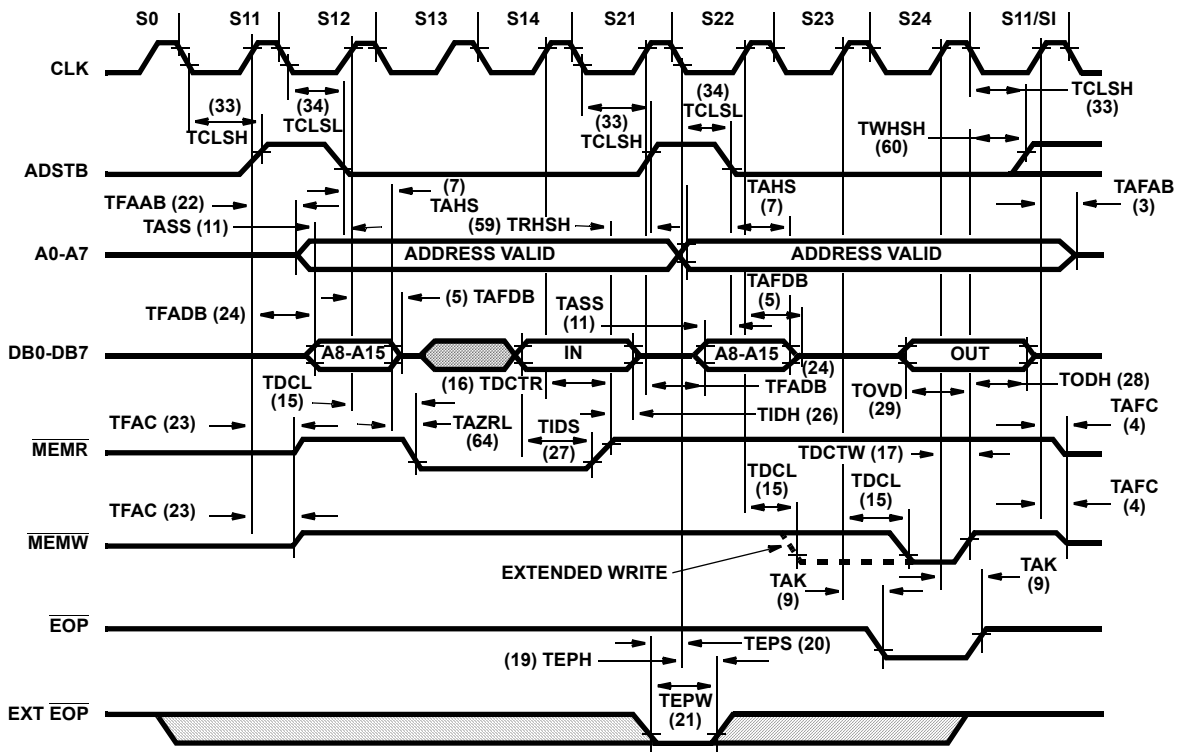 S0 S11 S12 S13 S14 S21 S22 S23 S24 S11/SI
CLK
(33)
TCLSH
(34)
TCLSL
(33)
TCLSH
(34)
TCLSL
TCLSH
(33)
TWHSH
(60)
ADSTB
TFAAB (22)
(7)
TAHS
TAHS
(7)
TAFAB
(3)
TASS (11)
(59) TRHSH
A0-A7
ADDRESS VALID
ADDRESS VALID
TFADB (24)
(5) TAFDB
TASS
(11)
TAFDB
(5)
DB0-DB7
A8-A15
IN
A8-A15
OUT
(24)
TFADB
TDCL
(15)
(16) TDCTR
TOVD
(29)
TODH (28)
TIDH (26)
TFAC (23)
TAZRL
(64)
TIDS
(27)
TAFC
(4)
MEMR
TDCTW (17)
TDCL
(15)
TDCL
(15)
TFAC (23)
TAFC
(4)
MEMW
EXTENDED WRITE
TAK
(9)
TAK
(9)
EOP
TEPS (20)
(19) TEPH
TEPW
(21)
EXT EOP